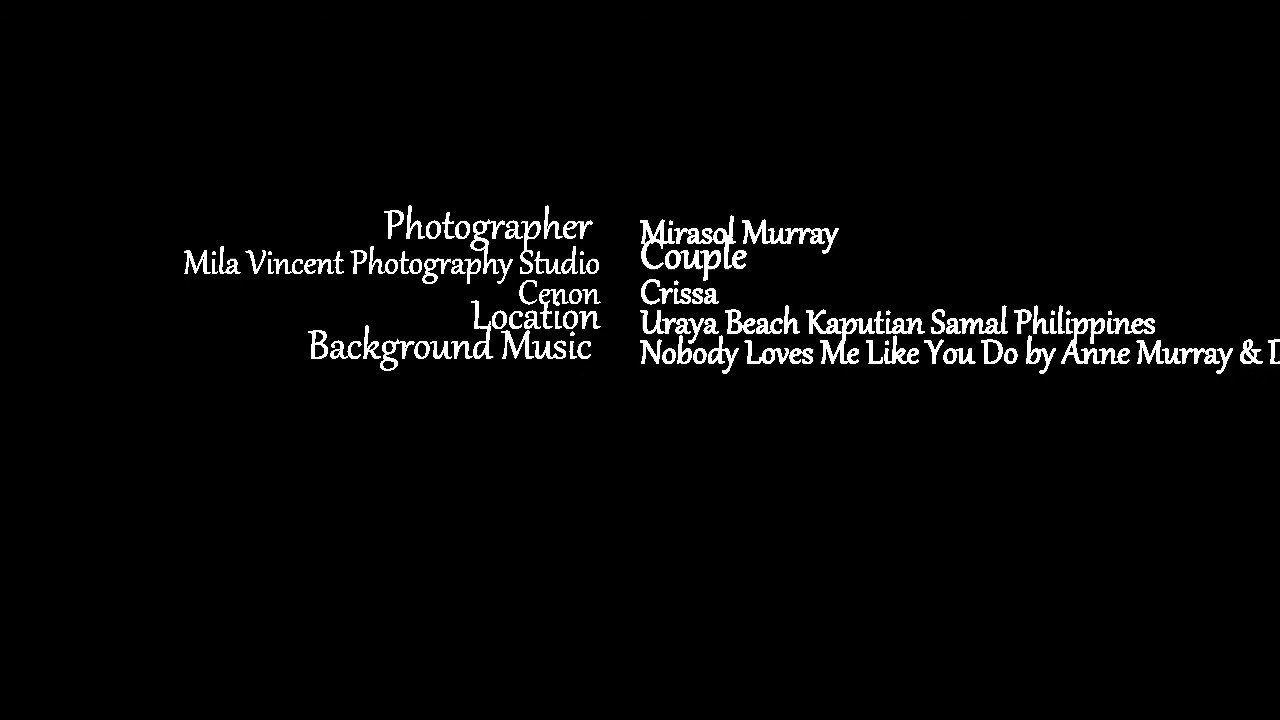 Photographer Mirasol Murray
Mila Vincent Photography Studio Couple
Cenon Crissa
Location Uraya Beach Kaputian Samal Philippines
Background Music Nobody Loves Me Like You Do by Anne Murray &